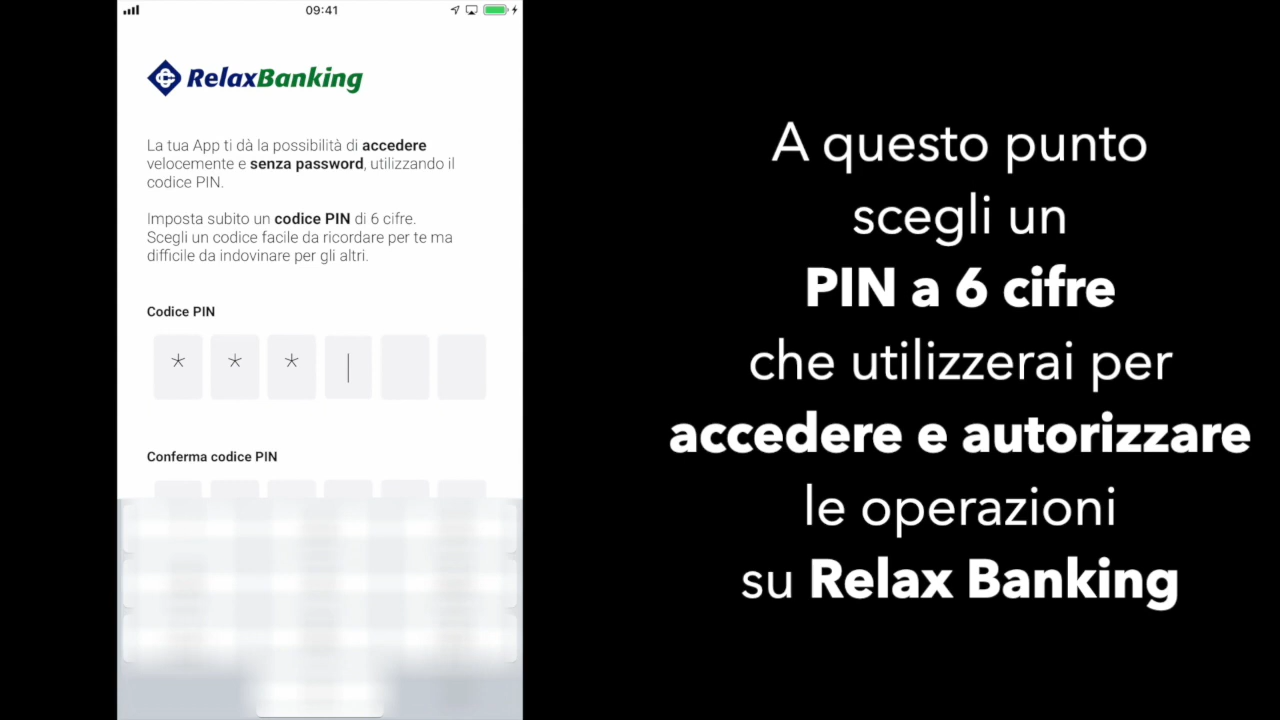 09:41
RelaxBanking
La tua App ti dà la possibilità di accedere
velocemente e senza password, utilizzando il
codice PIN.
Imposta subito un codice PIN di 6 cifre.
Scegli un codice facile da ricordare per te ma
difficile da indovinare per gli altri.
Codice PIN
* * *
Conferma codice PIN
A questo punto
scegli un
PIN a 6 cifre
che utilizzerai per
accedere e autorizzare
le operazioni
su Relax Banking